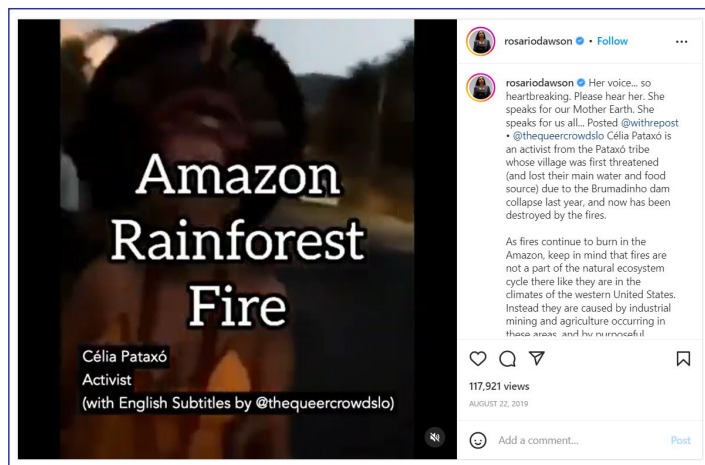 Amazon
Rainforest
Fire
Célia Pataxó
Activist
(with English Subtitles by @thequeercrowdslo)
rosariodawson • Follow
rosariodawson Her voice... so
heartbreaking. Please hear her. She
speaks for our Mother Earth. She
speaks for us all... Posted @withrepost
• @thequeercrowdslo Célia Pataxó is
an activist from the Pataxó tribe
whose village was first threatened
(and lost their main water and food
source) due to the Brumadinho dam
collapse last year, and now has been
destroyed by the fires.
As fires continue to burn in the
Amazon, keep in mind that fires are
not a part of the natural ecosystem
cycle there like they are in the
climates of the western United States.
Instead they are caused by industrial
mining and agriculture occurring in
these areas, and by purposeful
117,921 views
AUGUST 22, 2019
Add a comment...
Post